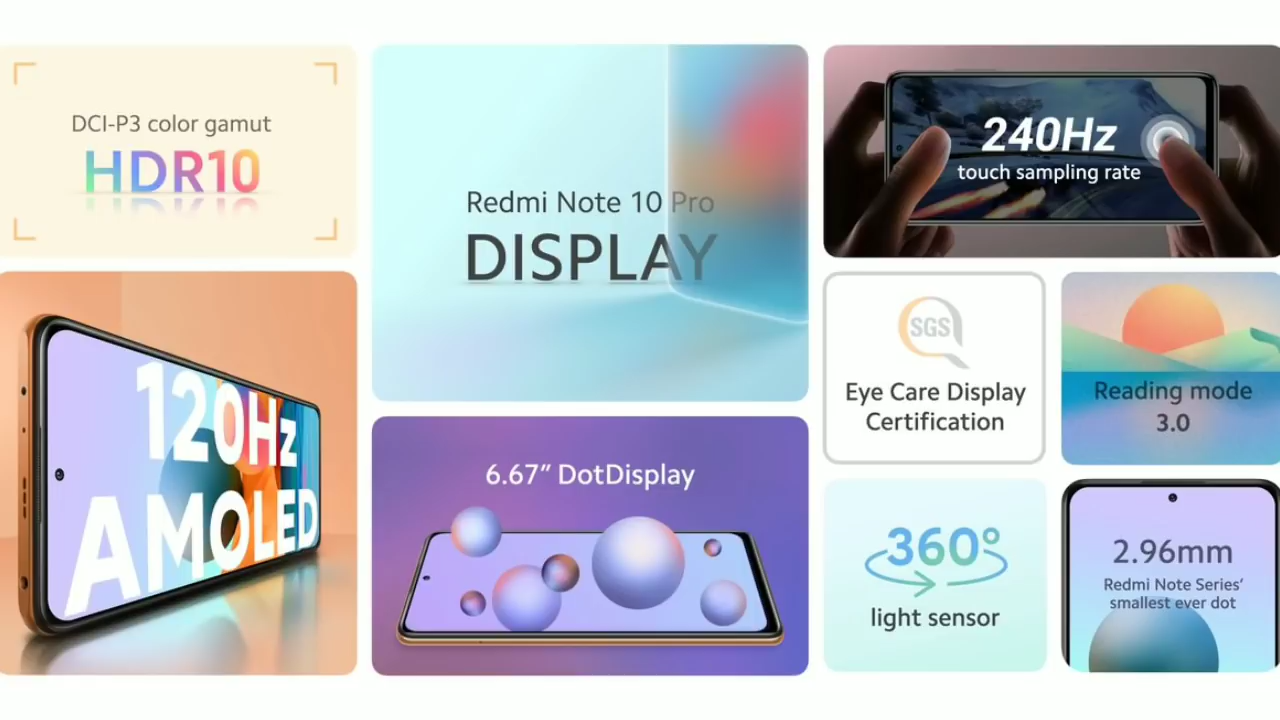 DCI-P3 color gamut
HDR10
120Hz
AMOLED
Redmi Note 10 Pro
DISPLAY
6.67” DotDisplay
240Hz
touch sampling rate
SGS
Eye Care Display
Certification
Reading mode
3.0
360°
light sensor
2.96mm
Redmi Note Series’
smallest ever dot